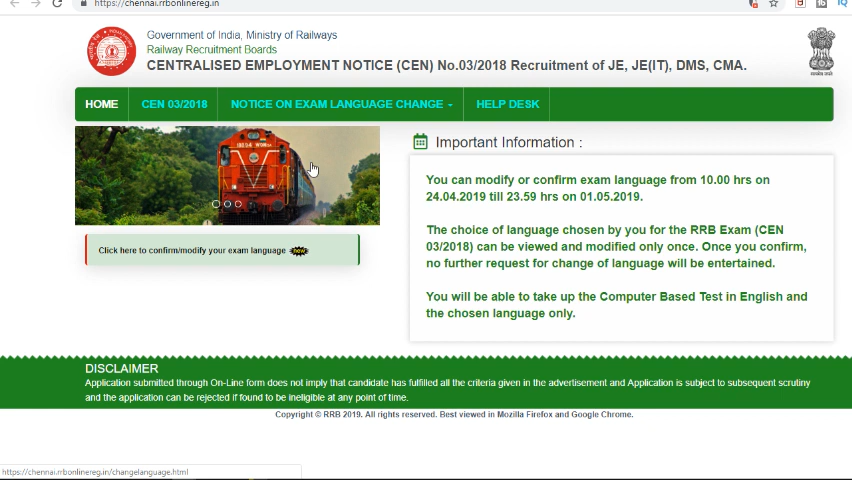 https://chennai.rrbonlinereg.in
Government of India, Ministry of Railways
Railway Recruitment Boards
CENTRALISED EMPLOYMENT NOTICE (CEN) No.03/2018 Recruitment of JE, JE(IT), DMS, CMA.
HOME CEN 03/2018 NOTICE ON EXAM LANGUAGE CHANGE HELP DESK
Important Information :
You can modify or confirm exam language from 10.00 hrs on
24.04.2019 till 23.59 hrs on 01.05.2019.
The choice of language chosen by you for the RRB Exam (CEN
03/2018) can be viewed and modified only once. Once you confirm,
no further request for change of language will be entertained.
You will be able to take up the Computer Based Test in English and
the chosen language only.
Click here to confirm/modify your exam language new
DISCLAIMER
Application submitted through On-Line form does not imply that candidate has fulfilled all the criteria given in the advertisement and Application is subject to subsequent scrutiny
and the application can be rejected if found to be ineligible at any point of time.
Copyright © RRB 2019. All rights reserved. Best viewed in Mozilla Firefox and Google Chrome.
https://chennai.rrbonlinereg.in/changelanguage.html